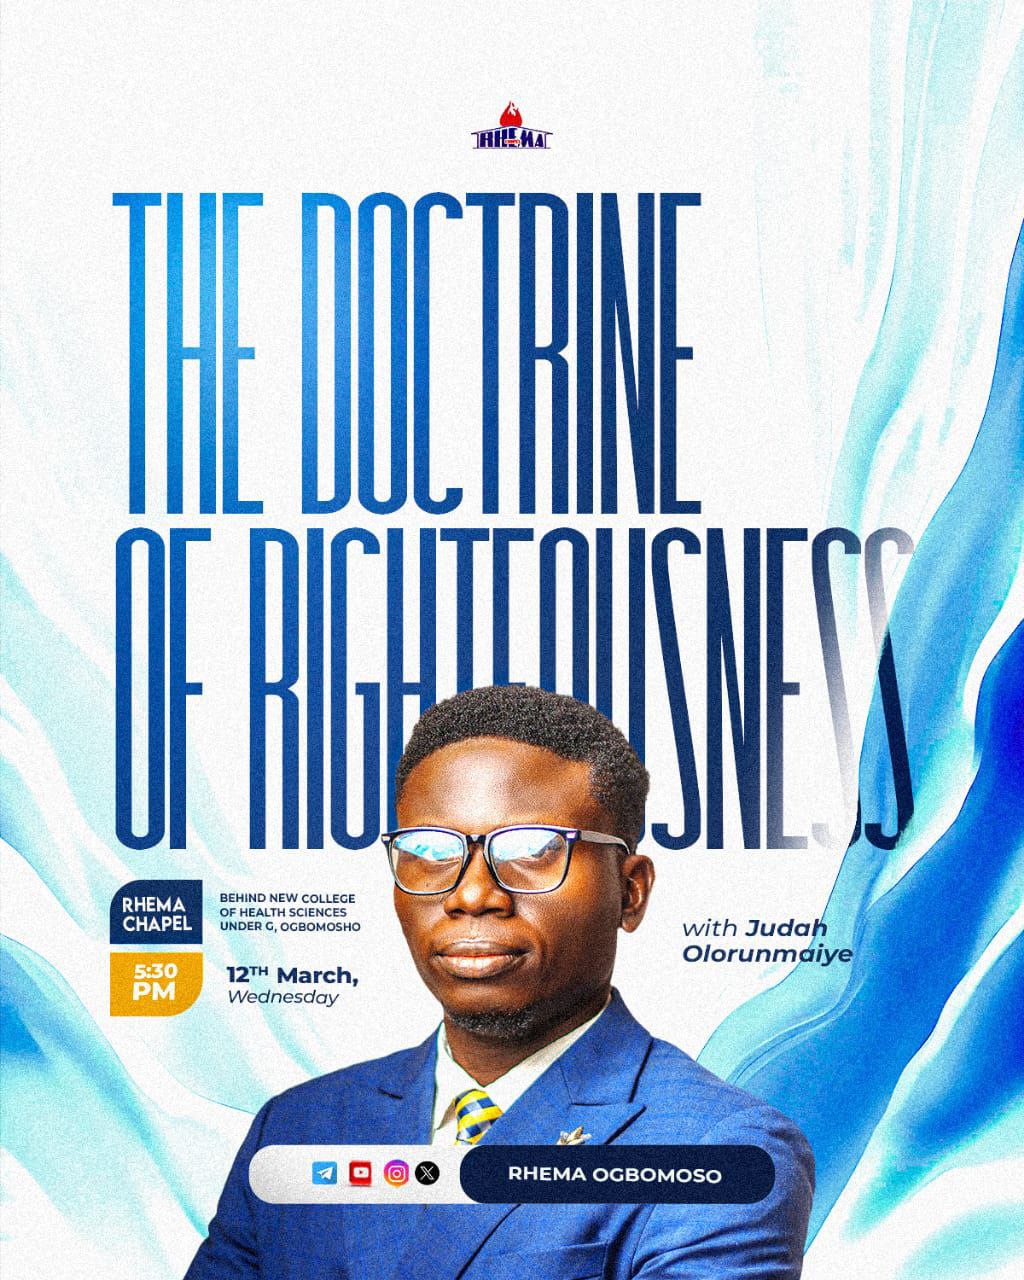 RHEMA
THE DOCTRINE
OF RIGHTEOUSNESS
RHEMA
CHAPEL
BEHIND NEW COLLEGE
OF HEALTH SCIENCES
UNDER G, OGBOMOSHO
5:30
PM
12TH March,
Wednesday
with Judah
Olorunmaiye
RHEMA OGBOMOSO